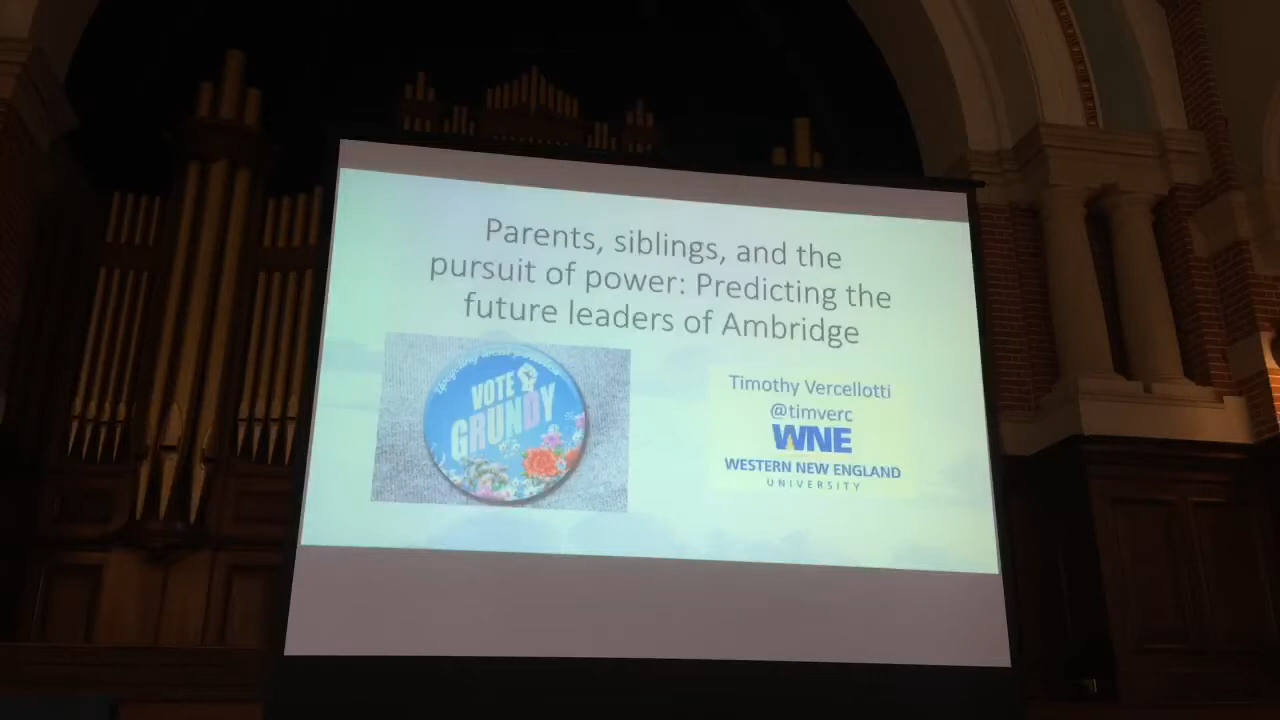 Parents, siblings, and the
pursuit of power: Predicting the
future leaders of Ambridge
VOTE
GRUNDY
Timothy Vercellotti
@timverc
WNE
WESTERN NEW ENGLAND
UNIVERSITY